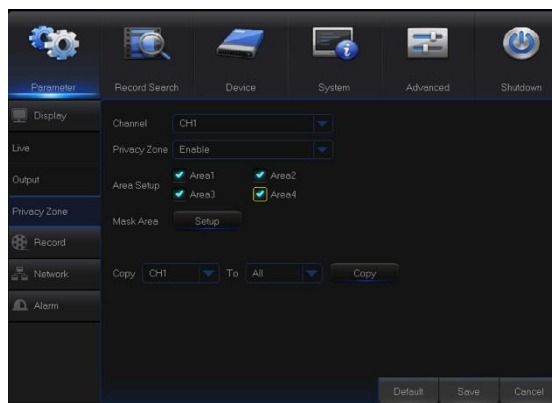 Parameter Record Search Device System Advanced Shutdown
Display
Live
Output
Privacy Zone
Record
Network
Alarm
Channel CH1
Privacy Zone Enable
Area Setup Area1 Area2
Area3 Area4
Mask Area Setup
Copy CH1 To All Copy
Default Save Cancel